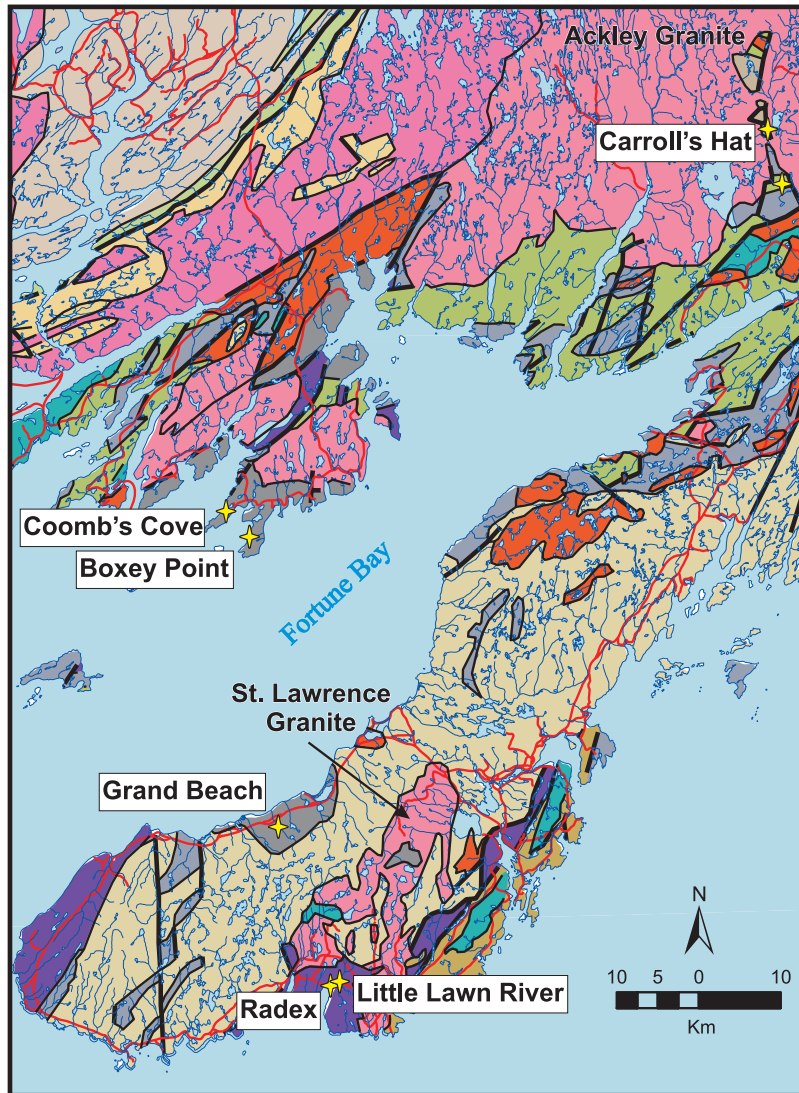 Ackley Granite
Carroll's Hat
Coomb's Cove
Boxey Point
Fortune Bay
St. Lawrence
Granite
Grand Beach
N
Radex
Little Lawn River
10 5 0 10
Km